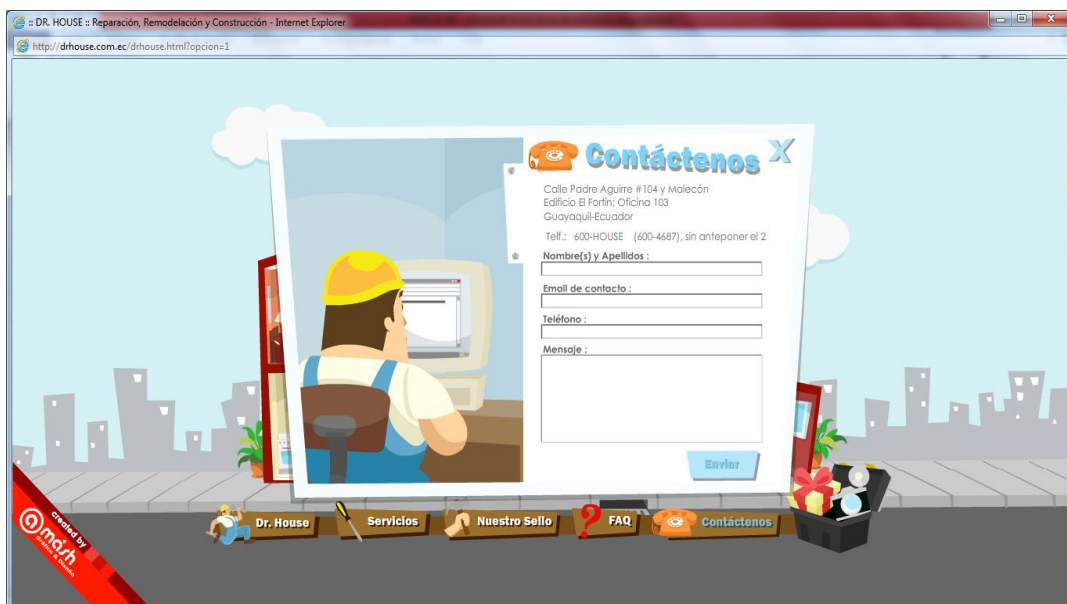 :: DR. HOUSE :: Reparación, Remodelación y Construcción - Internet Explorer
http://drhouse.com.ec/drhouse.html?opcion=1
Contáctenos X
Calle Padre Aguirre #104 y Malecón
Edificio El Fortín; Oficina 103
Guayaquil-Ecuador
Telf.: 600-HOUSE (600-4687), sin anteponer el 2
Nombre(s) y Apellidos :
Email de contacto :
Teléfono :
Mensaje :
Enviar
Dr. House
Servicios
Nuestro Sello
? FAQ
Contáctenos
created by
@mash
Gráfica & Diseño